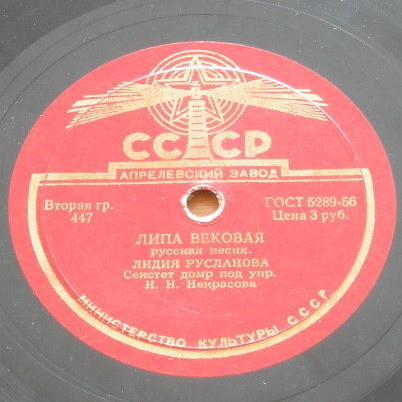 СССР
АПРЕЛЕВСКИЙ ЗАВОД
Вторая гр.
447
ГОСТ 5289-56
Цена 3 руб.
ЛИПА ВЕКОВАЯ
русская песня.
ЛИДИЯ РУСЛАНОВА
Секстет домр под упр.
Н. Н. Некрасова
МИНИСТЕРСТВО КУЛЬТУРЫ СССР